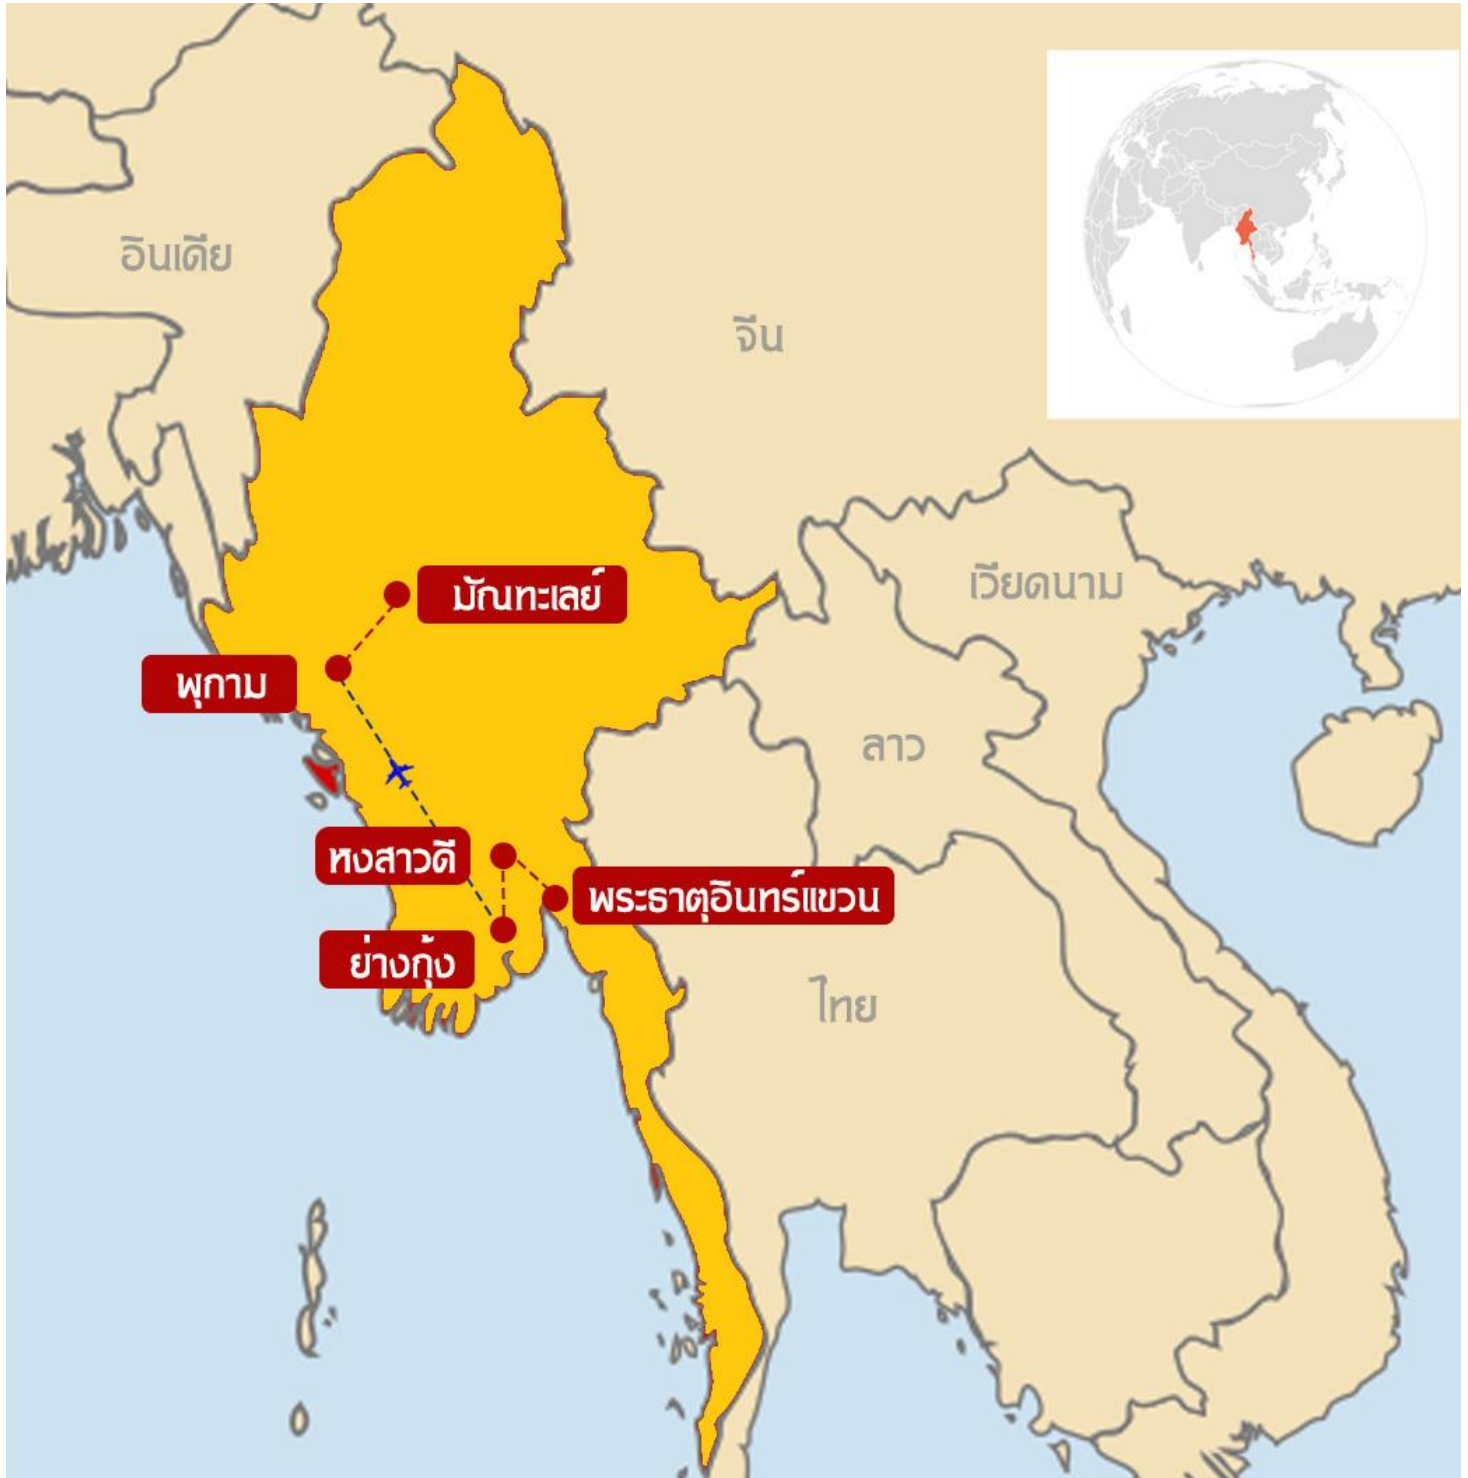 อินเดีย
จีน
เวียดนาม
มัณฑะเลย์
พุกาม
ลาว
หงสาวดี
พระธาตุอินทร์แขวน
ย่างกุ้ง
ไทย